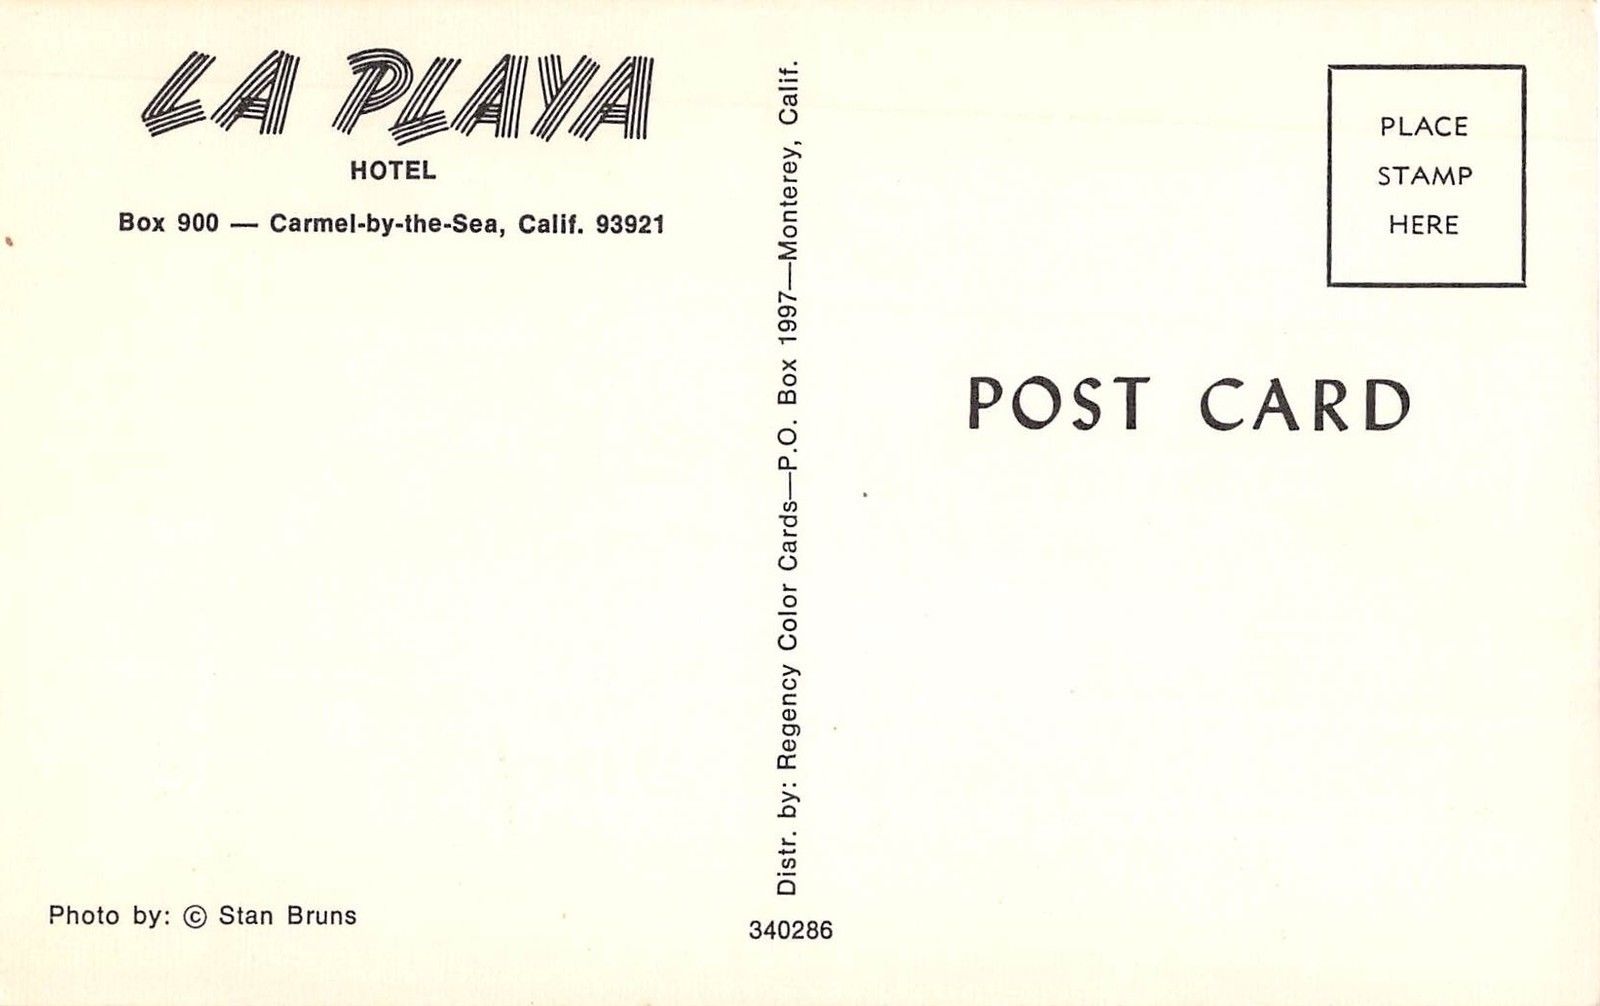 LA PLAYA
HOTEL
Box 900 — Carmel-by-the-Sea, Calif. 93921
Photo by: © Stan Bruns
Distr. by: Regency Color Cards—P.O. Box 1997—Monterey, Calif.
340286
PLACE
STAMP
HERE
POST CARD